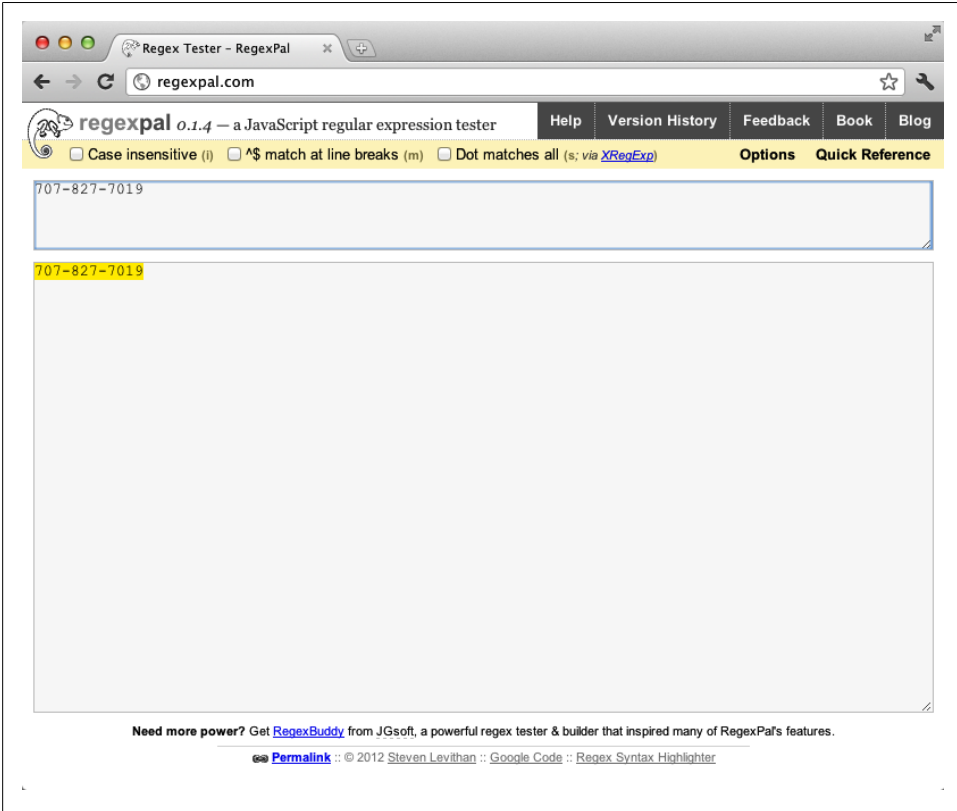 Regex Tester – RegexPal
regexpal.com
regexpal 0.1.4 — a JavaScript regular expression tester
Help Version History Feedback Book Blog
Case insensitive (i) ^$ match at line breaks (m) Dot matches all (s; via XRegExp) Options Quick Reference
707-827-7019
707-827-7019
Need more power? Get RegexBuddy from JGsoft, a powerful regex tester & builder that inspired many of RegexPal's features.
Permalink :: © 2012 Steven Levithan :: Google Code :: Regex Syntax Highlighter